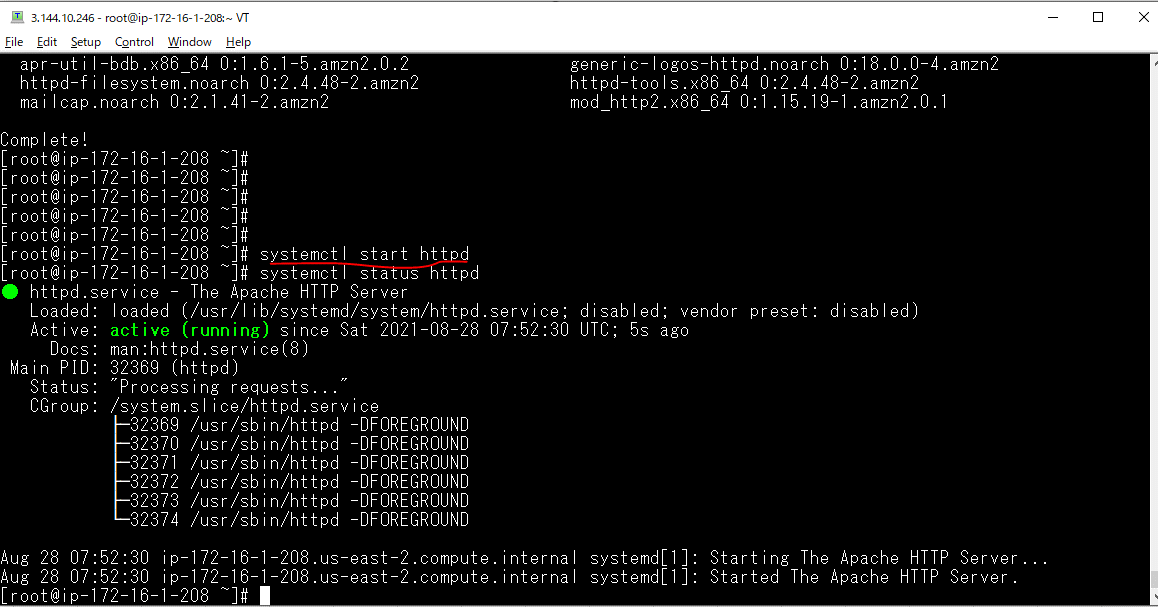 3.144.10.246 - root@ip-172-16-1-208:~ VT
File Edit Setup Control Window Help
apr-util-bdb.x86_64 0:1.6.1-5.amzn2.0.2 generic-logos-httpd.noarch 0:18.0.0-4.amzn2
httpd-filesystem.noarch 0:2.4.48-2.amzn2 httpd-tools.x86_64 0:2.4.48-2.amzn2
mailcap.noarch 0:2.1.41-2.amzn2 mod_http2.x86_64 0:1.15.19-1.amzn2.0.1
Complete!
[root@ip-172-16-1-208 ~]#
[root@ip-172-16-1-208 ~]#
[root@ip-172-16-1-208 ~]#
[root@ip-172-16-1-208 ~]#
[root@ip-172-16-1-208 ~]#
[root@ip-172-16-1-208 ~]# systemctl start httpd
[root@ip-172-16-1-208 ~]# systemctl status httpd
● httpd.service - The Apache HTTP Server
Loaded: loaded (/usr/lib/systemd/system/httpd.service; disabled; vendor preset: disabled)
Active: active (running) since Sat 2021-08-28 07:52:30 UTC; 5s ago
Docs: man:httpd.service(8)
Main PID: 32369 (httpd)
Status: "Processing requests..."
CGroup: /system.slice/httpd.service
├─32369 /usr/sbin/httpd -DFOREGROUND
├─32370 /usr/sbin/httpd -DFOREGROUND
├─32371 /usr/sbin/httpd -DFOREGROUND
├─32372 /usr/sbin/httpd -DFOREGROUND
├─32373 /usr/sbin/httpd -DFOREGROUND
└─32374 /usr/sbin/httpd -DFOREGROUND
Aug 28 07:52:30 ip-172-16-1-208.us-east-2.compute.internal systemd[1]: Starting The Apache HTTP Server...
Aug 28 07:52:30 ip-172-16-1-208.us-east-2.compute.internal systemd[1]: Started The Apache HTTP Server.
[root@ip-172-16-1-208 ~]#